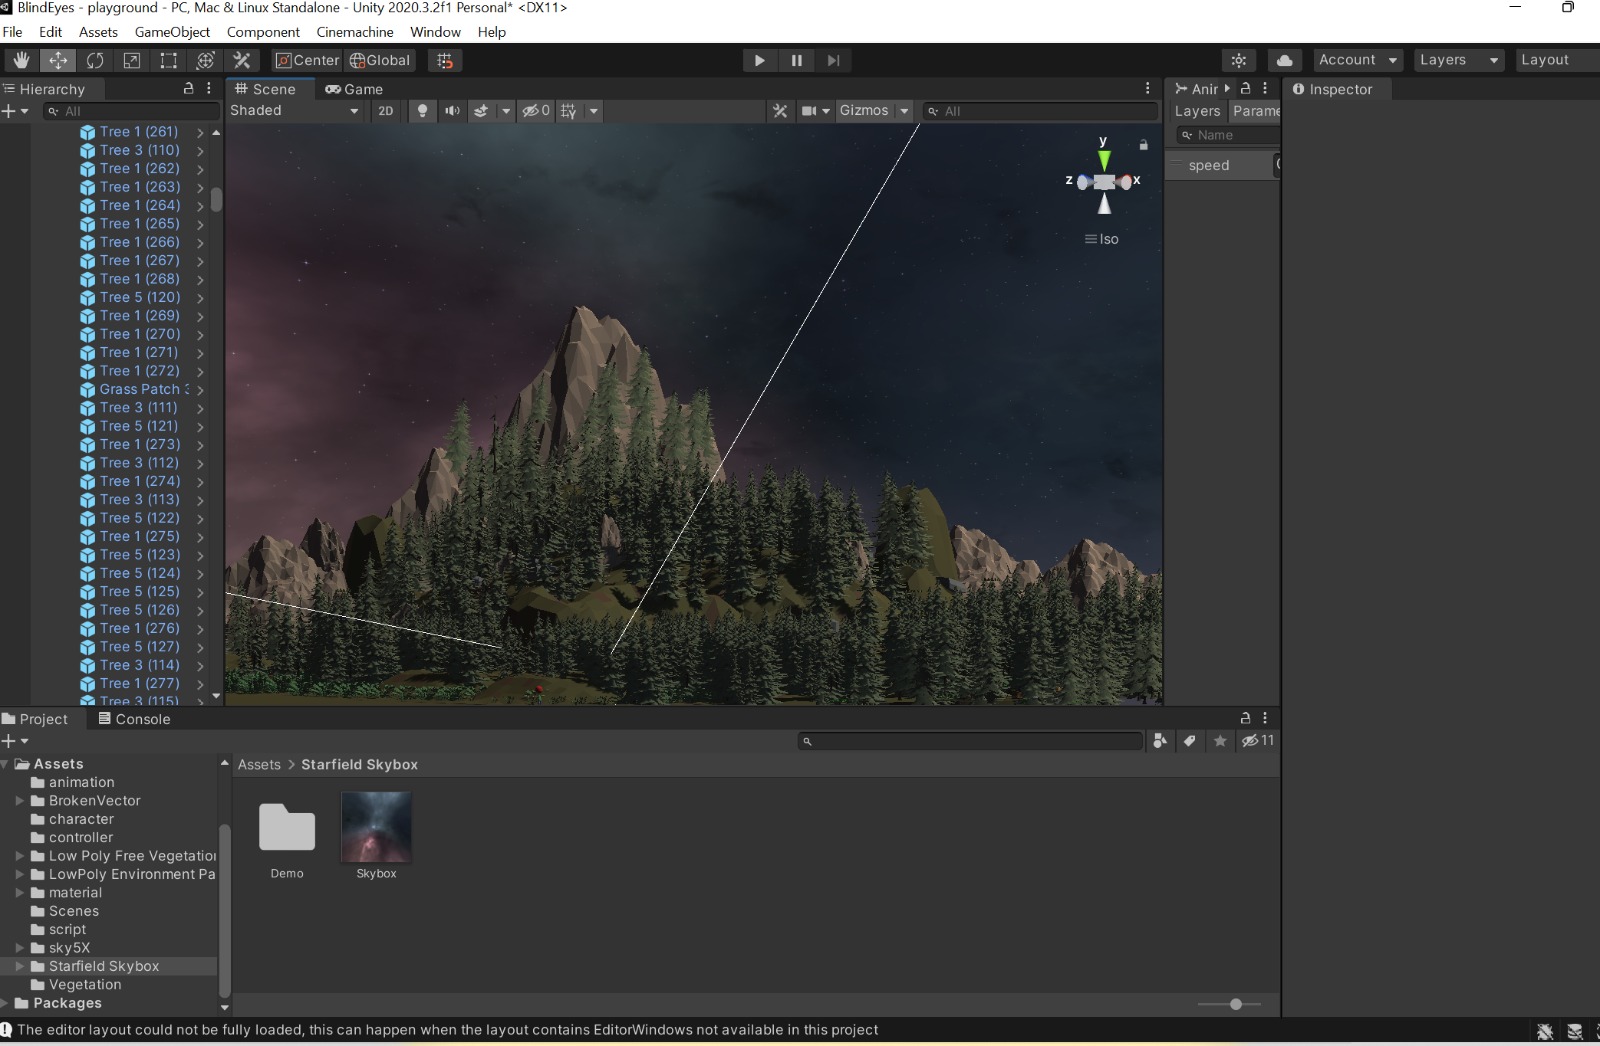 BlindEyes - playground - PC, Mac & Linux Standalone - Unity 2020.3.2f1 Personal* <DX11>
File Edit Assets GameObject Component Cinemachine Window Help
Center Global Account Layers Layout
Hierarchy
All
Tree 1 (261)
Tree 3 (110)
Tree 1 (262)
Tree 1 (263)
Tree 1 (264)
Tree 1 (265)
Tree 1 (266)
Tree 1 (267)
Tree 1 (268)
Tree 5 (120)
Tree 1 (269)
Tree 1 (270)
Tree 1 (271)
Tree 1 (272)
Grass Patch 3
Tree 3 (111)
Tree 5 (121)
Tree 1 (273)
Tree 3 (112)
Tree 1 (274)
Tree 3 (113)
Tree 5 (122)
Tree 1 (275)
Tree 5 (123)
Tree 5 (124)
Tree 5 (125)
Tree 5 (126)
Tree 1 (276)
Tree 5 (127)
Tree 3 (114)
Tree 1 (277)
Tree 3 (115)
Scene Game
Shaded 2D 0 Gizmos All
y
z x
Iso
Anir
Layers Parame
Name
speed
Inspector
Project Console
11
Assets
animation
BrokenVector
character
controller
Low Poly Free Vegetation
LowPoly Environment Pa
material
Scenes
script
sky5X
Starfield Skybox
Vegetation
Packages
Assets > Starfield Skybox
Demo Skybox
The editor layout could not be fully loaded, this can happen when the layout contains EditorWindows not available in this project